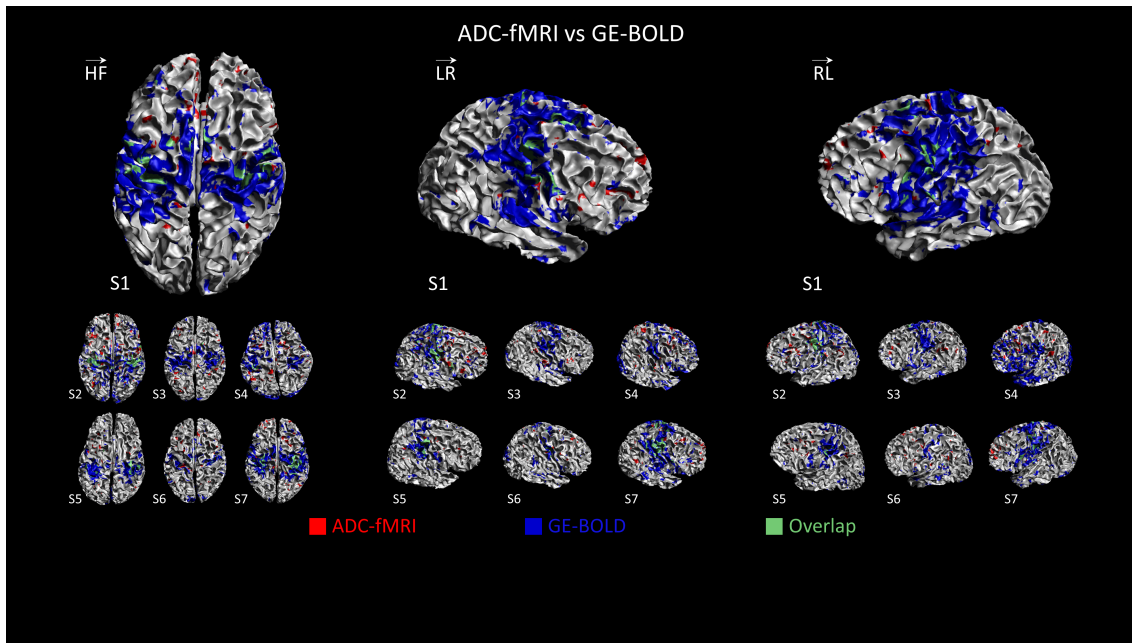 ADC-fMRI vs GE-BOLD
HF
LR
RL
S1
S1
S1
S2
S3
S4
S2
S3
S4
S2
S3
S4
S5
S6
S7
S5
S6
S7
S5
S6
S7
ADC-fMRI
GE-BOLD
Overlap